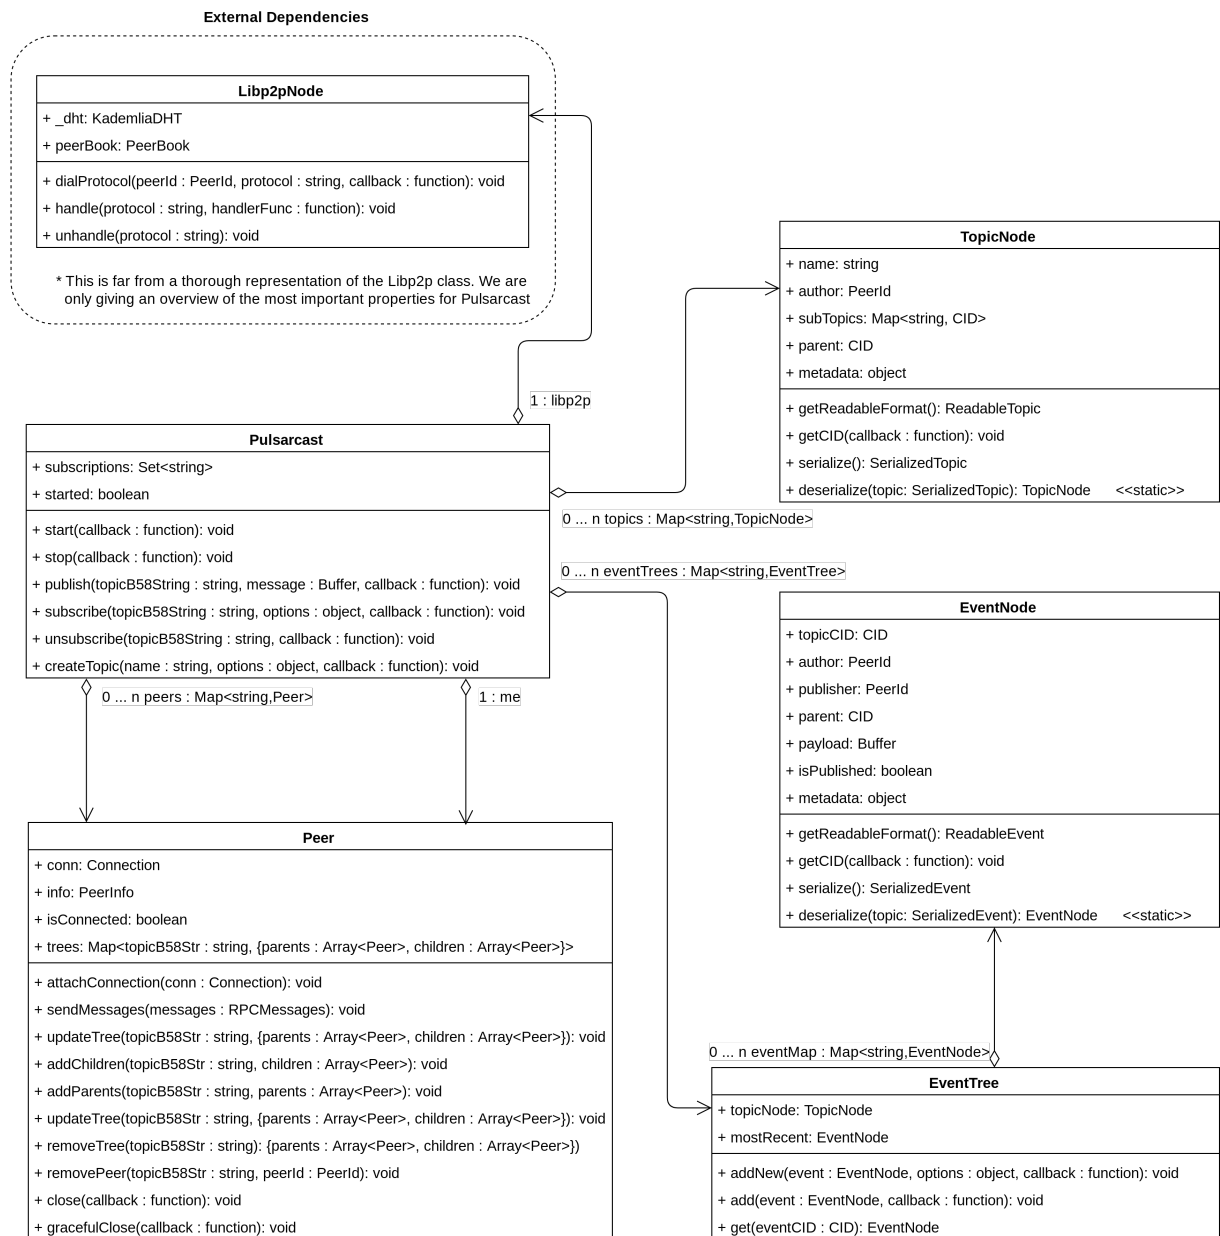 External Dependencies
Libp2pNode
+ _dht: KademliaDHT
+ peerBook: PeerBook
+ dialProtocol(peerId : PeerId, protocol : string, callback : function): void
+ handle(protocol : string, handlerFunc : function): void
+ unhandle(protocol : string): void
* This is far from a thorough representation of the Libp2p class. We are
only giving an overview of the most important properties for Pulsarcast
1 : libp2p
Pulsarcast
+ subscriptions: Set<string>
+ started: boolean
+ start(callback : function): void
+ stop(callback : function): void
+ publish(topicB58String : string, message : Buffer, callback : function): void
+ subscribe(topicB58String : string, options : object, callback : function): void
+ unsubscribe(topicB58String : string, callback : function): void
+ createTopic(name : string, options : object, callback : function): void
0 ... n topics : Map<string,TopicNode>
0 ... n eventTrees : Map<string,EventTree>
0 ... n peers : Map<string,Peer>
1 : me
TopicNode
+ name: string
+ author: PeerId
+ subTopics: Map<string, CID>
+ parent: CID
+ metadata: object
+ getReadableFormat(): ReadableTopic
+ getCID(callback : function): void
+ serialize(): SerializedTopic
+ deserialize(topic: SerializedTopic): TopicNode <<static>>
EventNode
+ topicCID: CID
+ author: PeerId
+ publisher: PeerId
+ parent: CID
+ payload: Buffer
+ isPublished: boolean
+ metadata: object
+ getReadableFormat(): ReadableEvent
+ getCID(callback : function): void
+ serialize(): SerializedEvent
+ deserialize(topic: SerializedEvent): EventNode <<static>>
Peer
+ conn: Connection
+ info: PeerInfo
+ isConnected: boolean
+ trees: Map<topicB58Str : string, {parents : Array<Peer>, children : Array<Peer>}>
+ attachConnection(conn : Connection): void
+ sendMessages(messages : RPCMessages): void
+ updateTree(topicB58Str : string, {parents : Array<Peer>, children : Array<Peer>}): void
+ addChildren(topicB58Str : string, children : Array<Peer>): void
+ addParents(topicB58Str : string, parents : Array<Peer>): void
+ updateTree(topicB58Str : string, {parents : Array<Peer>, children : Array<Peer>}): void
+ removeTree(topicB58Str : string): {parents : Array<Peer>, children : Array<Peer>})
+ removePeer(topicB58Str : string, peerId : PeerId): void
+ close(callback : function): void
+ gracefulClose(callback : function): void
0 ... n eventMap : Map<string,EventNode>
EventTree
+ topicNode: TopicNode
+ mostRecent: EventNode
+ addNew(event : EventNode, options : object, callback : function): void
+ add(event : EventNode, callback : function): void
+ get(eventCID : CID): EventNode